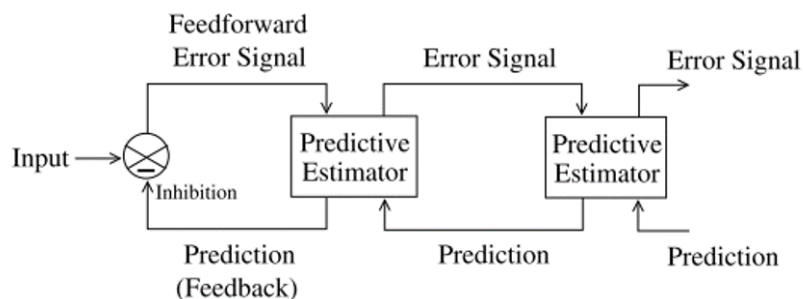 Feedforward
Error Signal
Error Signal
Error Signal
Input
Inhibition
Predictive
Estimator
Predictive
Estimator
Prediction
(Feedback)
Prediction
Prediction